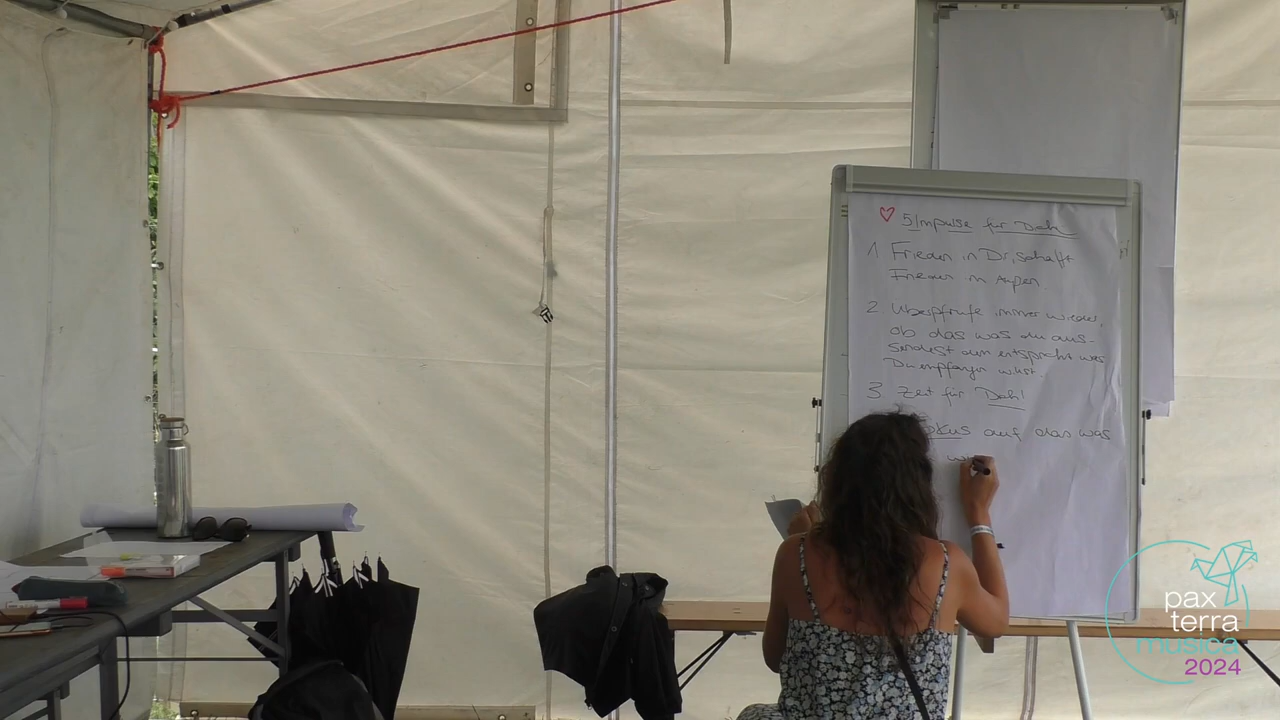 5 Impulse für Dich
1 Frieden in Dir, schafft
Frieden im Außen
2 Überprüfe immer wieder,
ob das was du aus-
sendest dem entspricht was
Du empfangen willst.
3 Zeit für Dich!
Fokus auf das was
pax
terra
musica
2024